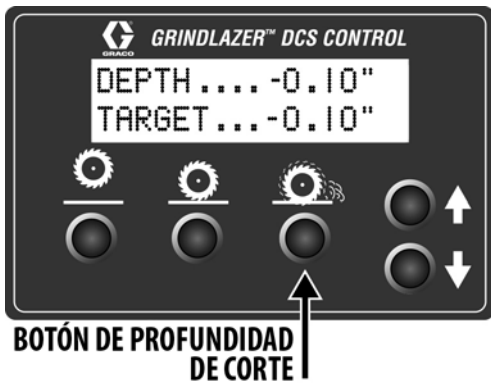 GRACO
GRINDLAZER™ DCS CONTROL
DEPTH....-0.10"
TARGET...-0.10"
BOTÓN DE PROFUNDIDAD
DE CORTE